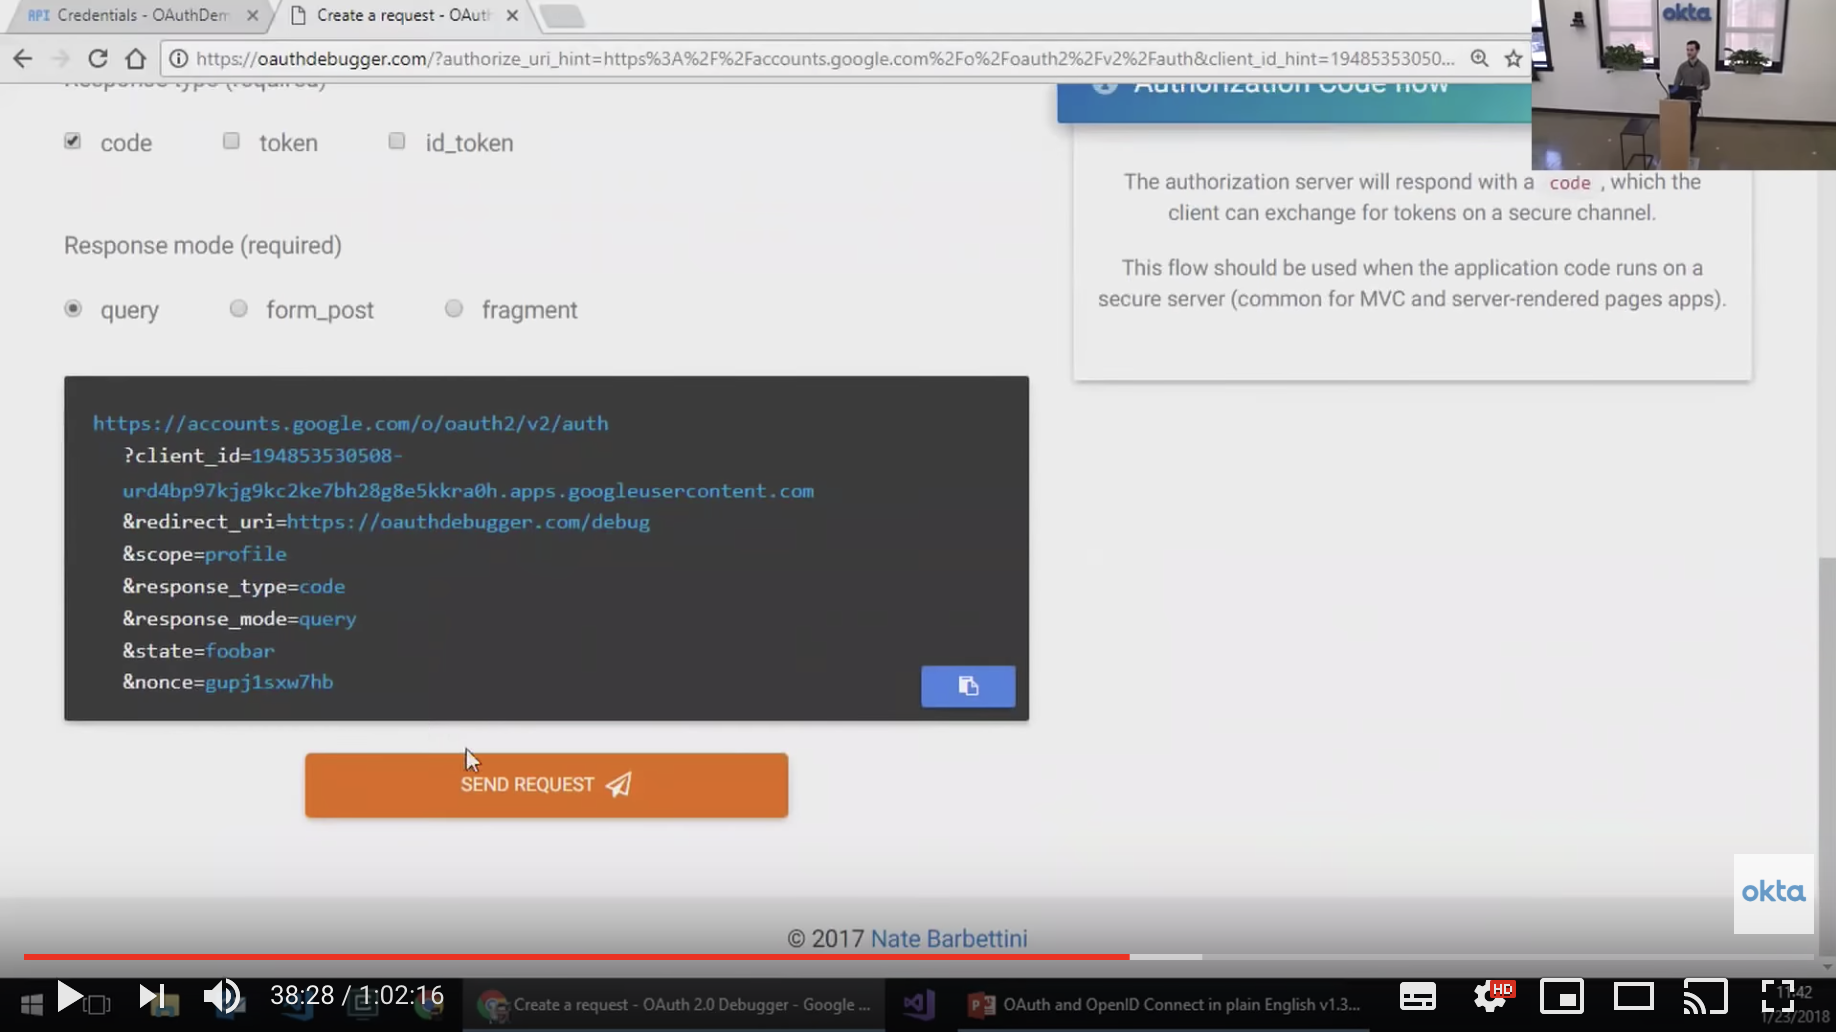 API Credentials - OAuthDem
Create a request - OAuth
https://oauthdebugger.com/?authorize_uri_hint=https%3A%2F%2Faccounts.google.com%2Fo%2Foauth2%2Fv2%2Fauth&client_id_hint=19485353050...
okta
Response type (required)
Authorization Code flow
code
token
id_token
The authorization server will respond with a code , which the
client can exchange for tokens on a secure channel.
This flow should be used when the application code runs on a
secure server (common for MVC and server-rendered pages apps).
Response mode (required)
query
form_post
fragment
https://accounts.google.com/o/oauth2/v2/auth
?client_id=194853530508-
urd4bp97kjg9kc2ke7bh28g8e5kkra0h.apps.googleusercontent.com
&redirect_uri=https://oauthdebugger.com/debug
&scope=profile
&response_type=code
&response_mode=query
&state=foobar
&nonce=gupj1sxw7hb
SEND REQUEST
okta
© 2017 Nate Barbettini
38:28 / 1:02:16
Create a request - OAuth 2.0 Debugger - Google ...
OAuth and OpenID Connect in plain English v1.3...
HD
11:42
1/23/2018